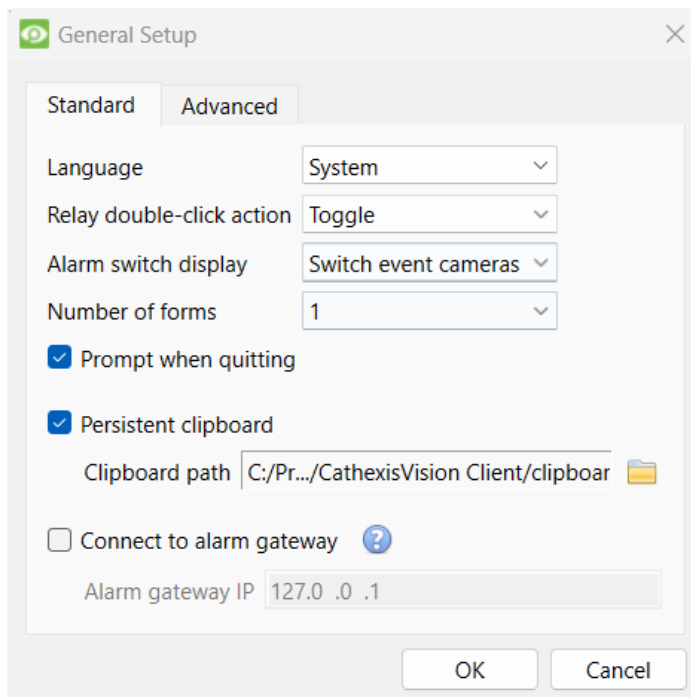 General Setup
Standard Advanced
Language System
Relay double-click action Toggle
Alarm switch display Switch event cameras
Number of forms 1
Prompt when quitting
Persistent clipboard
Clipboard path C:/Pr.../CathexisVision Client/clipboar
Connect to alarm gateway ?
Alarm gateway IP 127.0 .0 .1
OK Cancel